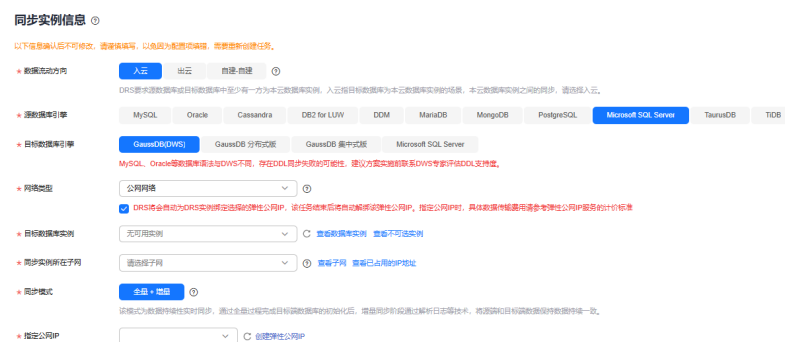 同步实例信息
以下信息确认后不可修改，请谨慎填写，以免因为配置项编辑，需要重新创建任务。
* 数据流动方向 入云 出云 自建-自建
DRS要求源数据库或目标数据库中至少有一方为本云数据库实例，入云指目标数据库为本云数据库实例的场景，本云数据库实例之间的同步，请选择入云。
* 源数据库引擎 MySQL Oracle Cassandra DB2 for LUW DDM MariaDB MongoDB PostgreSQL Microsoft SQL Server TaurusDB TiDB
* 目标数据库引擎 GaussDB(DWS) GaussDB 分布式版 GaussDB 集中式版 Microsoft SQL Server
MySQL、Oracle等数据库语法与DWS不同，存在DDL同步失败的可能性，建议方案实施前联系DWS专家评估DDL支持度。
* 网络类型 公网网络
DRS将会自动为DRS实例绑定选择的弹性公网IP，该任务结束后将自动解绑该弹性公网IP。指定公网IP时，具体数据传输费用请参考弹性公网IP服务的计价标准
* 目标数据库实例 无可用实例 查看数据库实例 查看不可选实例
* 同步实例所在子网 请选择子网 查看子网 查看已占用的IP地址
* 同步模式 全量 + 增量
该模式为数据持续性实时同步，通过全量过程完成目标端数据库的初始化后，增量同步阶段通过解析日志等技术，将源端和目标端数据保持数据持续一致。
* 指定公网IP 创建弹性公网IP